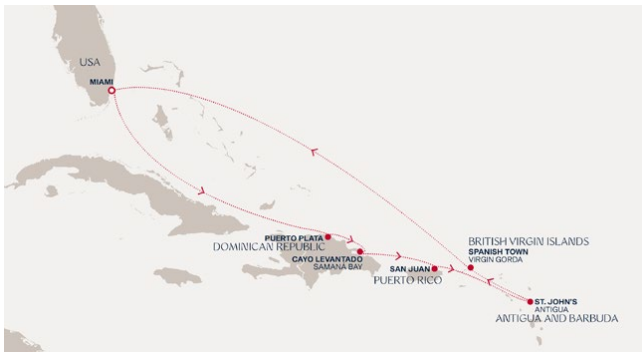 USA
MIAMI
PUERTO PLATA
DOMINICAN REPUBLIC
CAYO LEVANTADO
SAMANA BAY
SAN JUAN
PUERTO RICO
BRITISH VIRGIN ISLANDS
SPANISH TOWN
VIRGIN GORDA
ST. JOHN'S
ANTIGUA
ANTIGUA AND BARBUDA